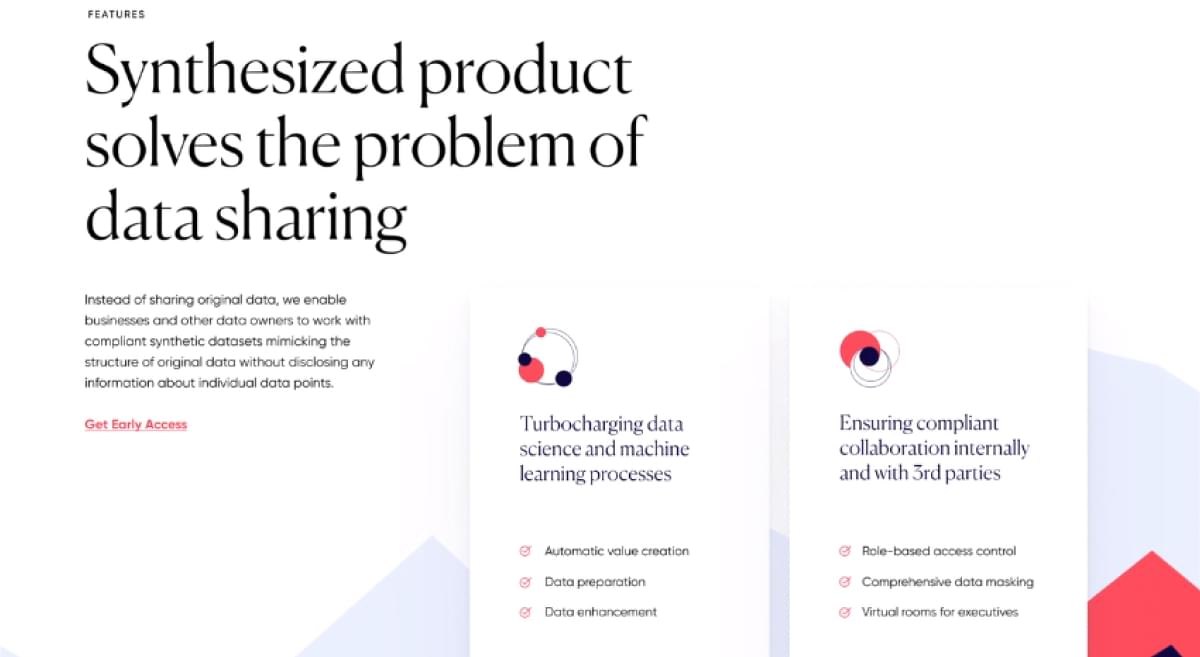 FEATURES
Synthesized product
solves the problem of
data sharing
Instead of sharing original data, we enable
businesses and other data owners to work with
compliant synthetic datasets mimicking the
structure of original data without disclosing any
information about individual data points.
Get Early Access
Turbocharging data
science and machine
learning processes
Automatic value creation
Data preparation
Data enhancement
Ensuring compliant
collaboration internally
and with 3rd parties
Role-based access control
Comprehensive data masking
Virtual rooms for executives